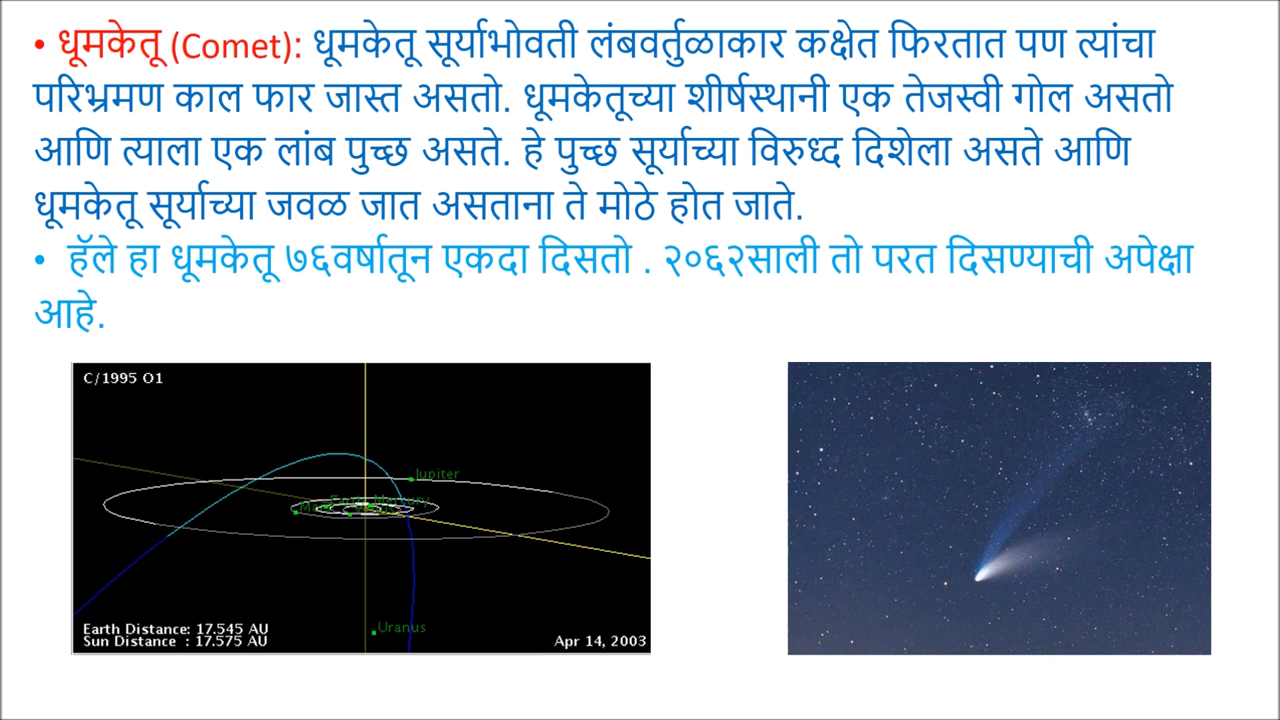 • धूमकेतू (Comet): धूमकेतू सूर्याभोवती लंबवर्तुळाकार कक्षेत फिरतात पण त्यांचा
परिभ्रमण काल फार जास्त असतो. धूमकेतूच्या शीर्षस्थानी एक तेजस्वी गोल असतो
आणि त्याला एक लांब पुच्छ असते. हे पुच्छ सूर्याच्या विरुध्द दिशेला असते आणि
धूमकेतू सूर्याच्या जवळ जात असताना ते मोठे होत जाते.
• हॅले हा धूमकेतू ७६वर्षातून एकदा दिसतो . २०६२साली तो परत दिसण्याची अपेक्षा
आहे.
C/1995 O1
Jupiter
Mercury
Uranus
Earth Distance: 17.545 AU
Sun Distance : 17.575 AU
Apr 14, 2003